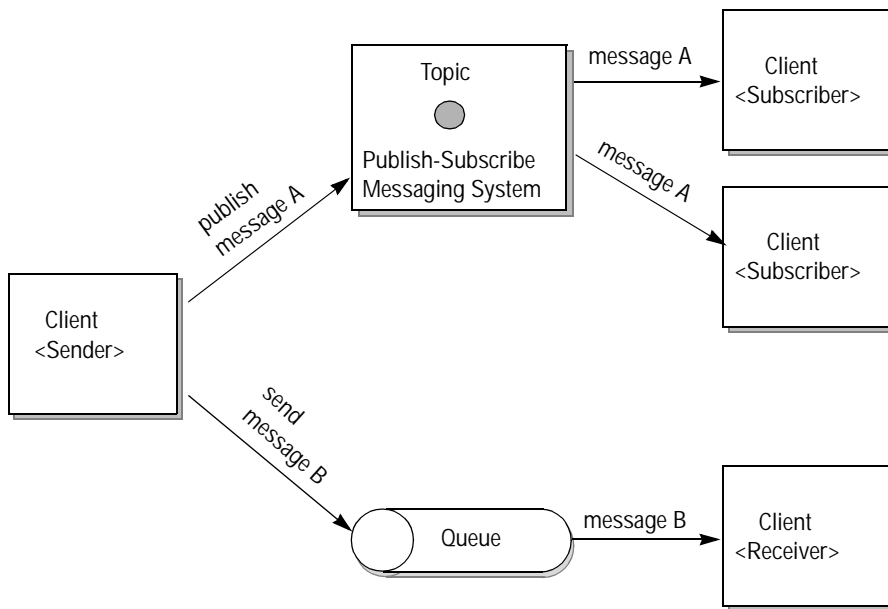 Topic
Publish-Subscribe
Messaging System
message A
Client
<Subscriber>
message A
Client
<Subscriber>
publish
message A
Client
<Sender>
send
message B
Queue
message B
Client
<Receiver>